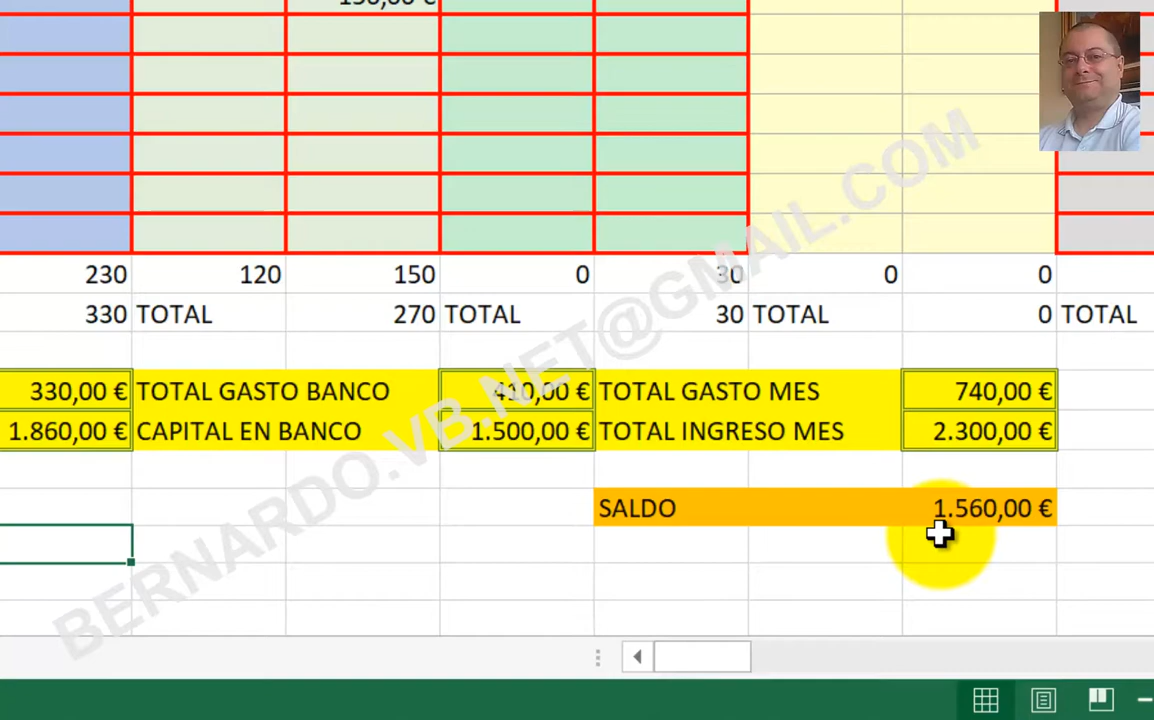 230 120 150 0 30 0 0
330 TOTAL 270 TOTAL 30 TOTAL 0 TOTAL
330,00 € TOTAL GASTO BANCO 410,00 € TOTAL GASTO MES 740,00 €
1.860,00 € CAPITAL EN BANCO 1.500,00 € TOTAL INGRESO MES 2.300,00 €
SALDO 1.560,00 €
BERNARDO.VB.NET@GMAIL.COM